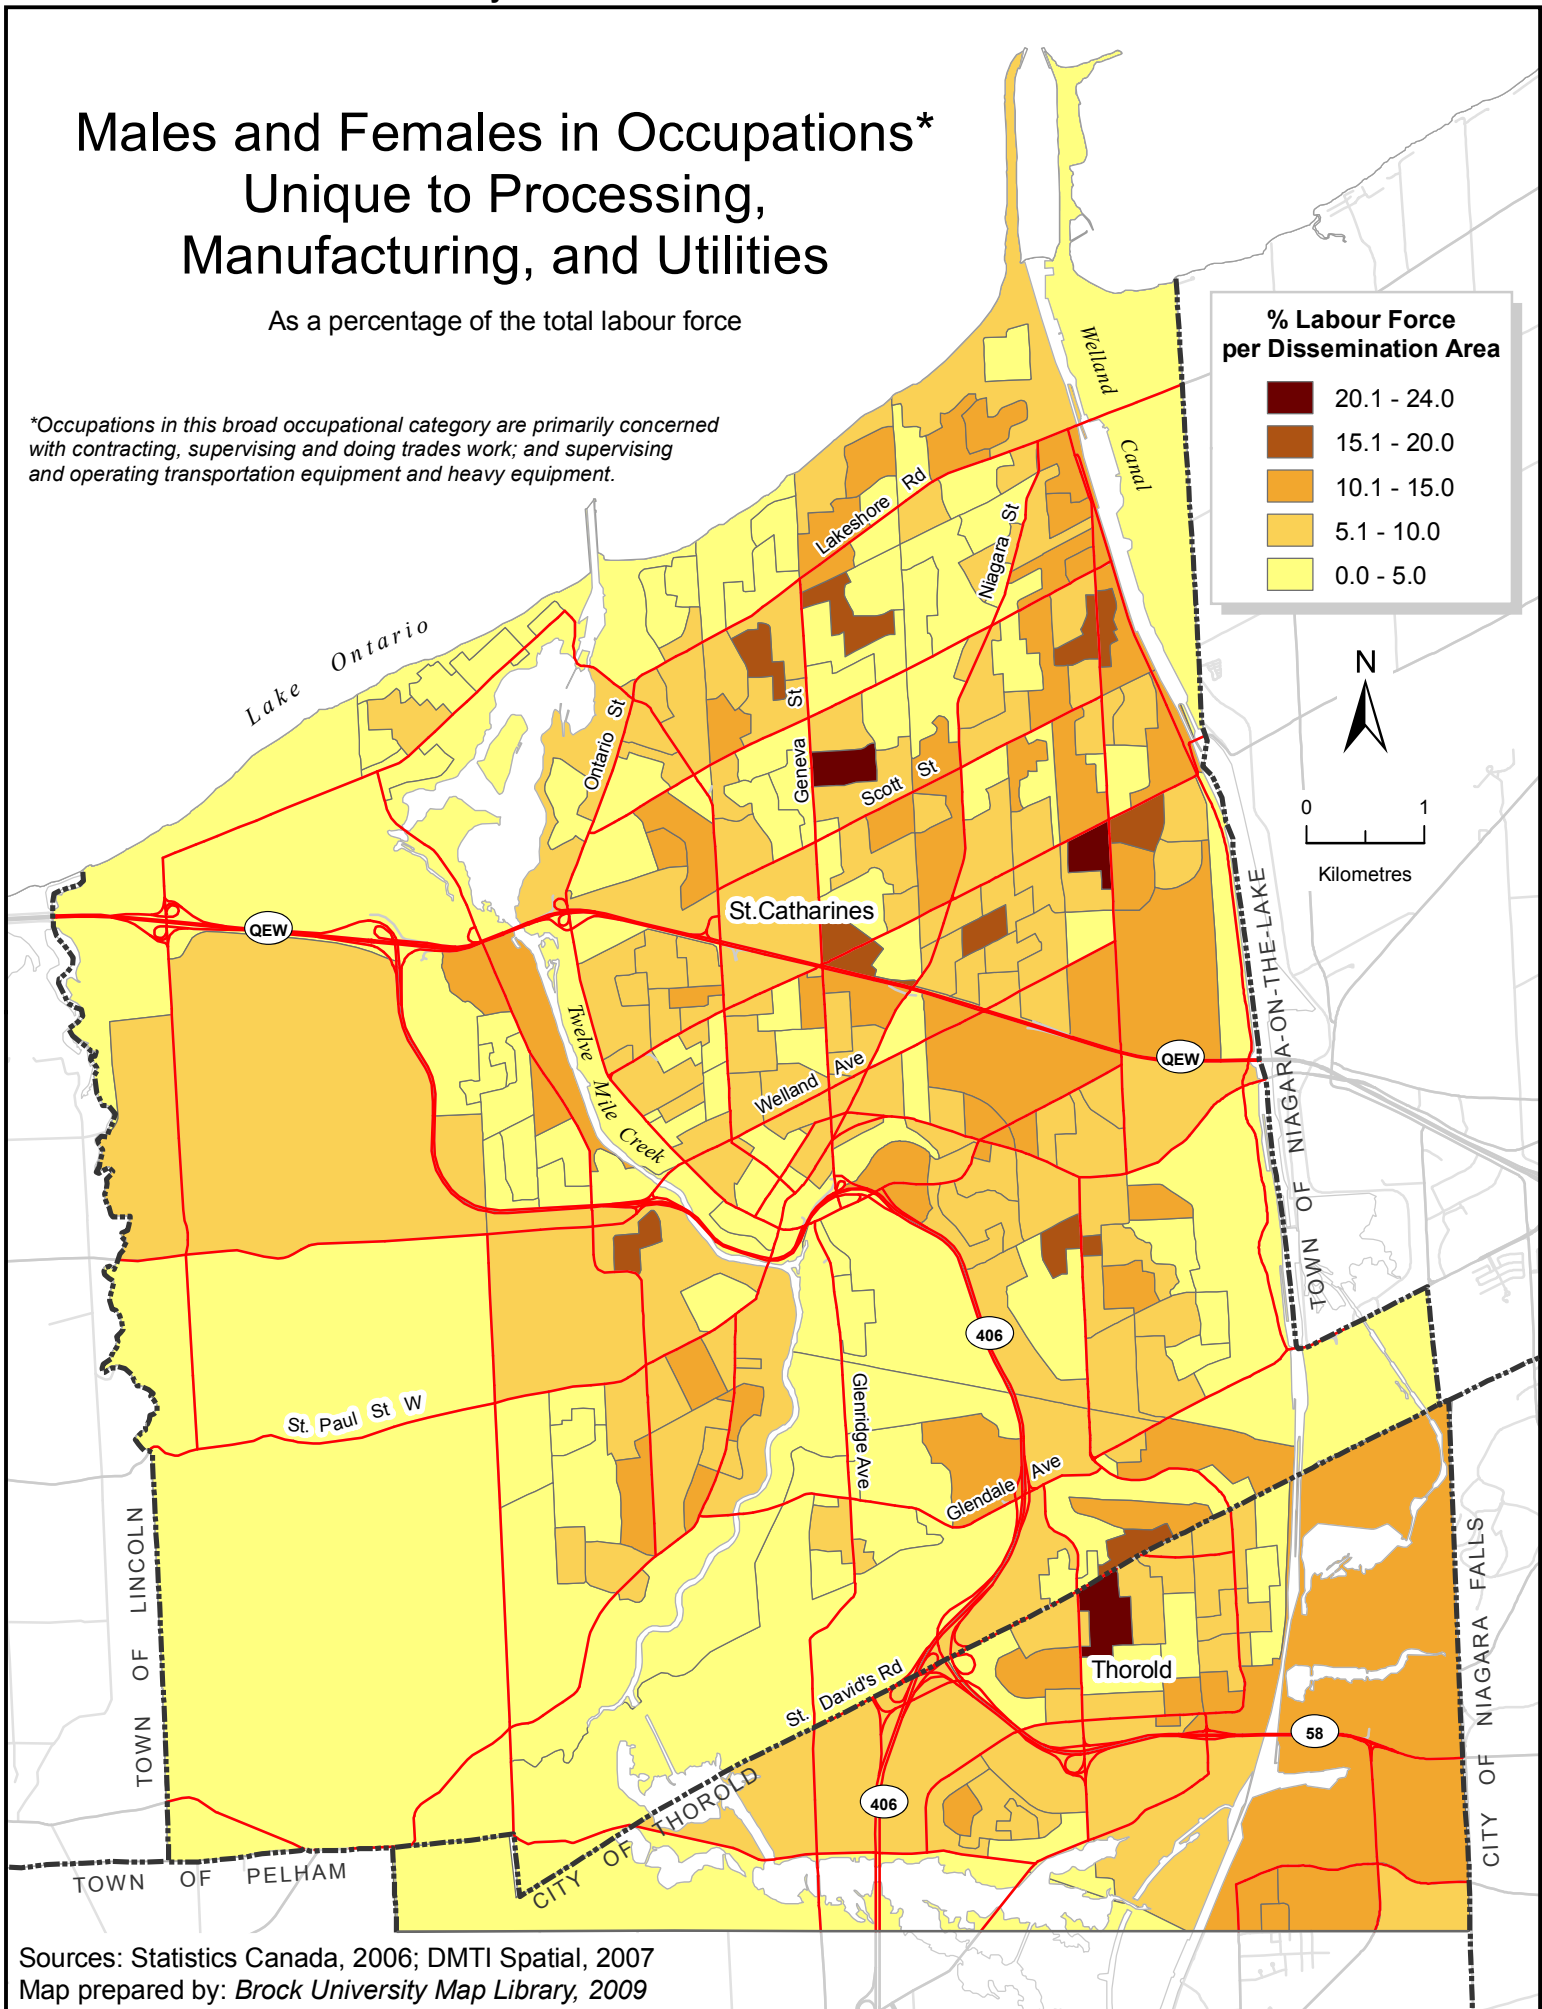 Males and Females in Occupations*
Unique to Processing,
Manufacturing, and Utilities
As a percentage of the total labour force
*Occupations in this broad occupational category are primarily concerned
with contracting, supervising and doing trades work; and supervising
and operating transportation equipment and heavy equipment.
% Labour Force
per Dissemination Area
20.1 - 24.0
15.1 - 20.0
10.1 - 15.0
5.1 - 10.0
0.0 - 5.0
N
0 1
Kilometres
Welland
Canal
Lake Ontario
Lakeshore Rd
Niagara St
Ontario St
Geneva St
Scott St
St.Catharines
QEW
QEW
Twelve Mile Creek
Welland Ave
TOWN OF NIAGARA-ON-THE-LAKE
406
St. Paul St W
Glenridge Ave
Glendale Ave
TOWN OF LINCOLN
Thorold
St. David's Rd
58
406
CITY OF NIAGARA FALLS
CITY OF THOROLD
TOWN OF PELHAM
Sources: Statistics Canada, 2006; DMTI Spatial, 2007
Map prepared by: Brock University Map Library, 2009